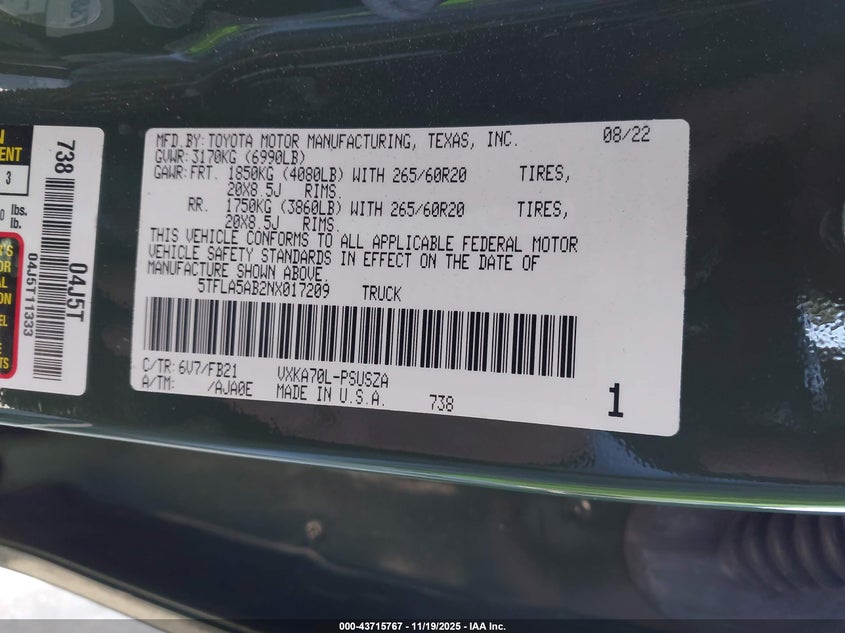 MFD.BY:TOYOTA MOTOR MANUFACTURING, TEXAS, INC. 08/22
GVWR:3170KG (6990LB)
GAWR:FRT. 1850KG (4080LB) WITH 265/60R20 TIRES,
20X8.5J RIMS.
RR. 1750KG (3860LB) WITH 265/60R20 TIRES,
20X8.5J RIMS.
THIS VEHICLE CONFORMS TO ALL APPLICABLE FEDERAL MOTOR
VEHICLE SAFETY STANDARDS IN EFFECT ON THE DATE OF
MANUFACTURE SHOWN ABOVE.
5TFLA5AB2NX017209 TRUCK
C/TR: 6V7/FB21 VXKA70L-PSUSZA
A/TM: /AJA0E MADE IN U.S.A. 738 1
3
lbs.
lb.
738
04J5T
04J5T11333
000-43715767 - 11/19/2025 - IAA Inc.